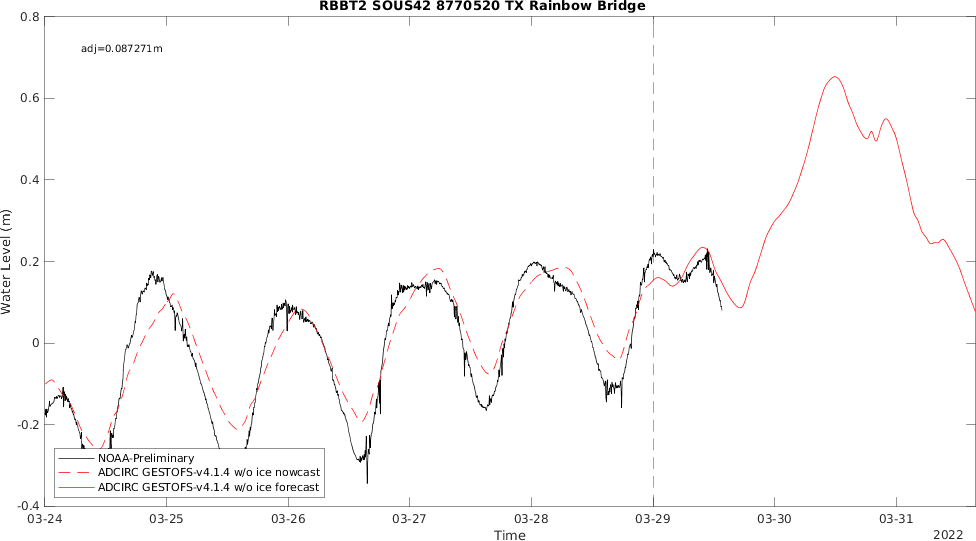 RBBT2 SOUS42 8770520 TX Rainbow Bridge
0.8
adj=0.087271m
0.6
0.4
0.2
0
-0.2
-0.4
Water Level (m)
NOAA-Preliminary
ADCIRC GESTOFS-v4.1.4 w/o ice nowcast
ADCIRC GESTOFS-v4.1.4 w/o ice forecast
03-24 03-25 03-26 03-27 03-28 03-29 03-30 03-31
Time
2022